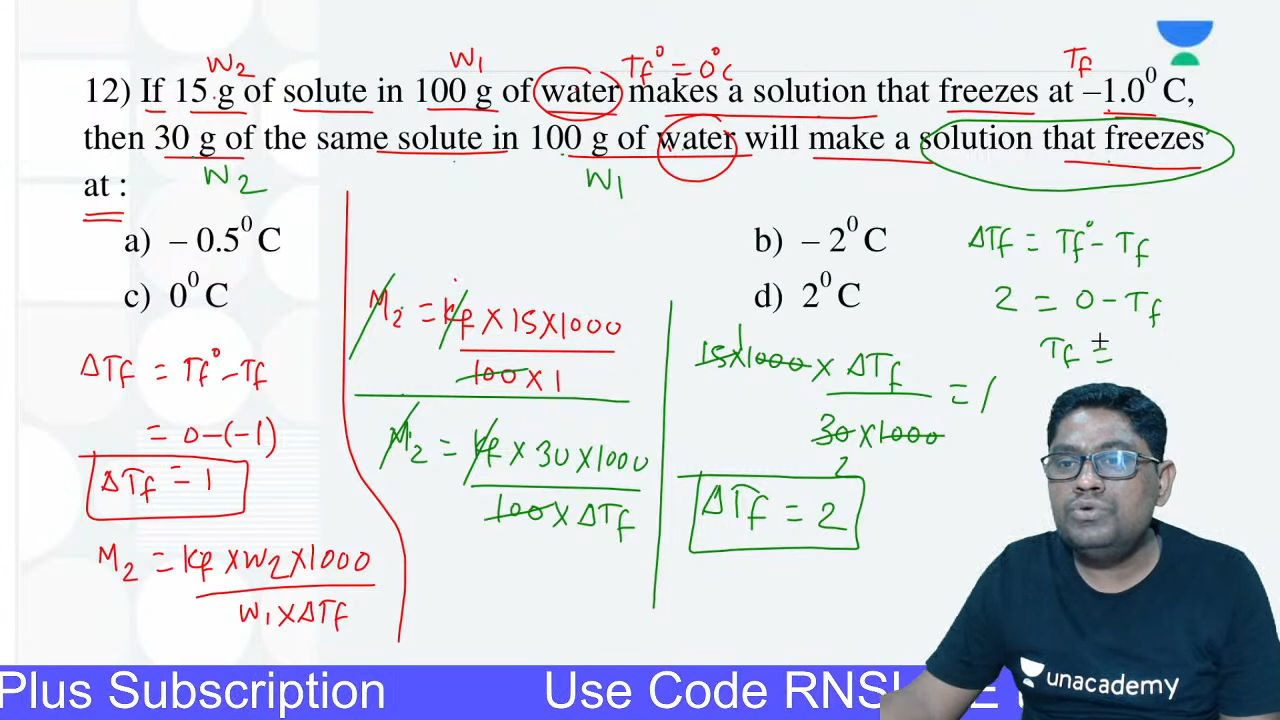 W2 W1 Tf° = 0°C Tf
12) If 15 g of solute in 100 g of water makes a solution that freezes at –1.0⁰ C,
then 30 g of the same solute in 100 g of water will make a solution that freezes
at :
W2 W1
a) – 0.5⁰ C
b) – 2⁰ C
c) 0⁰ C
d) 2⁰ C
ΔTf = Tf° - Tf
= 0-(-1)
ΔTf = 1
M2 = Kf × W2 × 1000
W1 × ΔTf
M2 = Kf × 15 × 1000
100 × 1
M2 = Kf × 30 × 1000
100 × ΔTf
15 × 1000 × ΔTf = 1
30 × 1000
2
ΔTf = 2
ΔTf = Tf° - Tf
2 = 0 - Tf
Tf =
unacademy
Plus Subscription Use Code